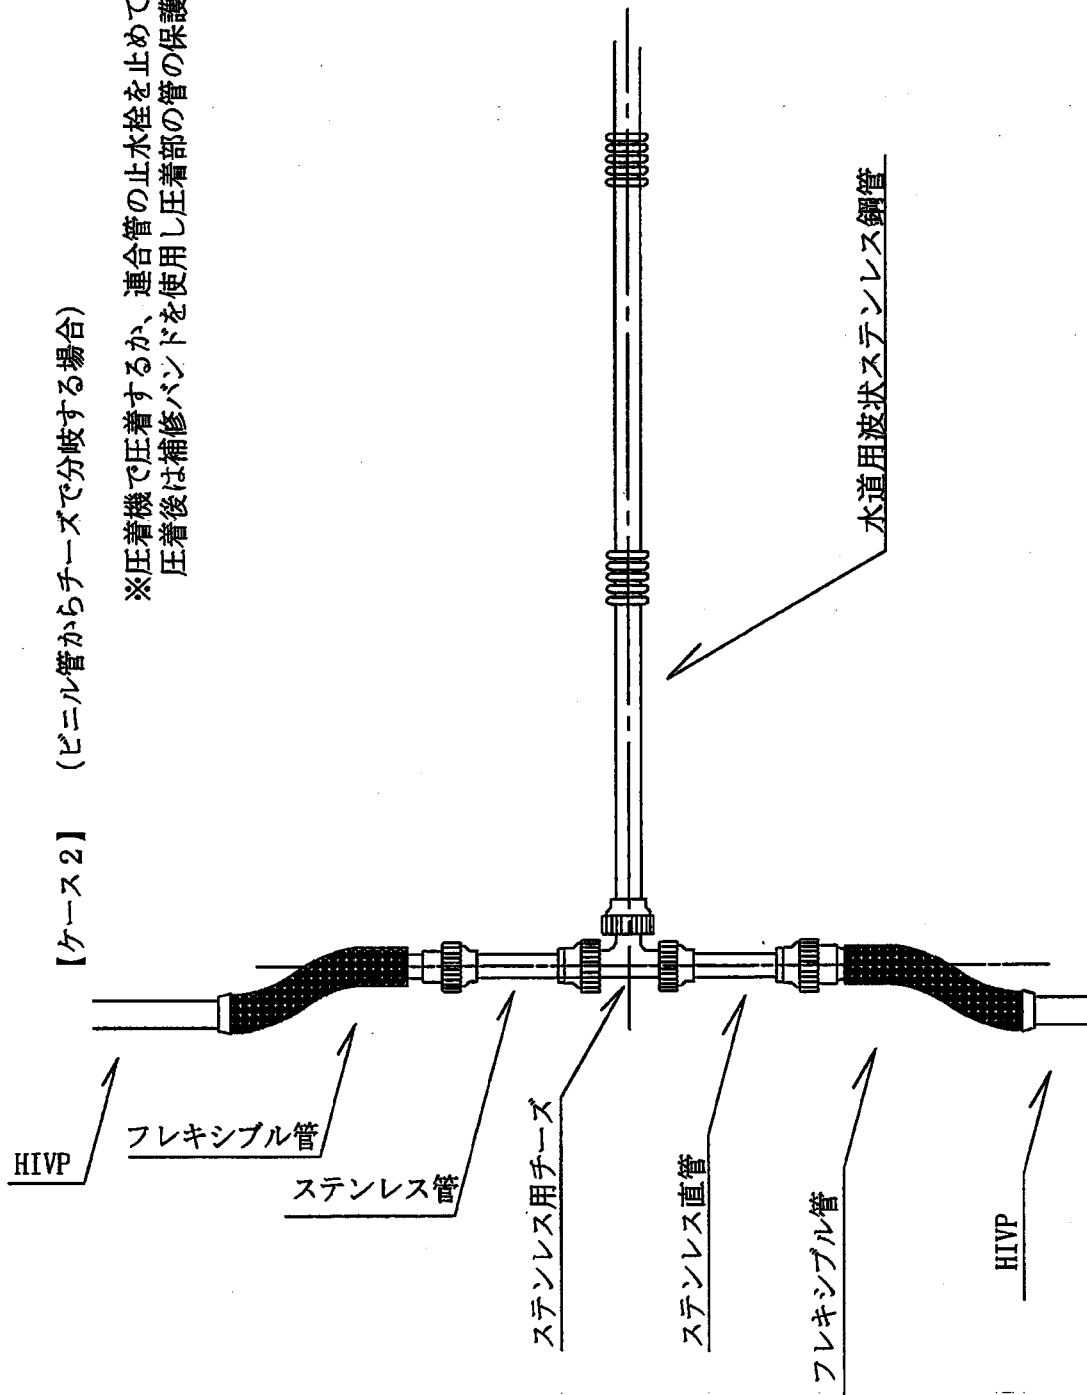 【ケース2】 (ビニル管からチーズで分岐する場合)
※圧着機で圧着するか、連合管の止水栓を止めて
圧着後は補修バンドを使用し圧着部の管の保護
水道用波状ステンレス鋼管
HIVP
フレキシブル管
ステンレス管
ステンレス用チーズ
ステンレス直管
フレキシブル管
HIVP